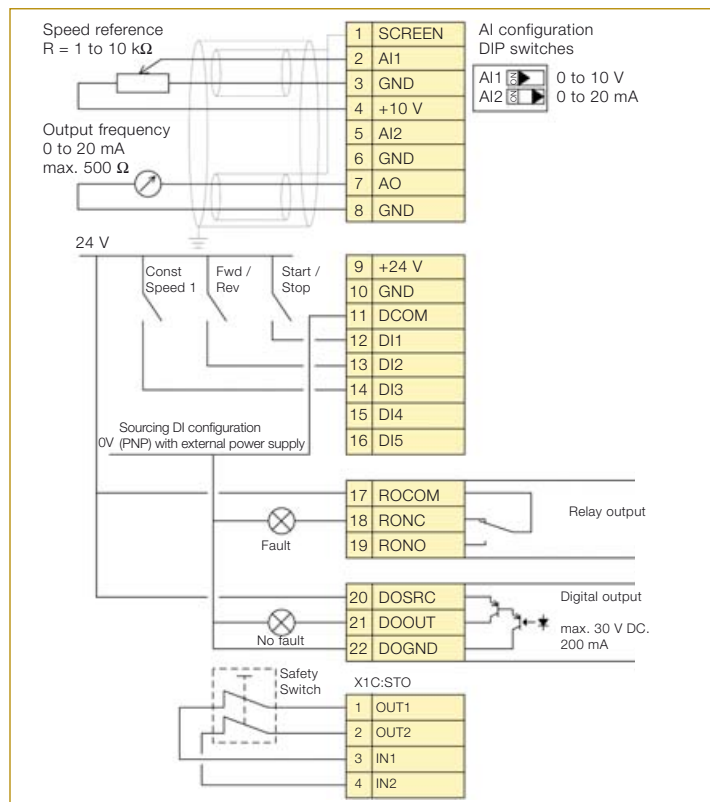 Speed reference
R = 1 to 10 kΩ
AI configuration
DIP switches
AI1 ON 0 to 10 V
AI2 ON 0 to 20 mA
1 SCREEN
2 AI1
3 GND
4 +10 V
5 AI2
6 GND
7 AO
8 GND
Output frequency
0 to 20 mA
max. 500 Ω
24 V
Const
Speed 1
Fwd /
Rev
Start /
Stop
9 +24 V
10 GND
11 DCOM
12 DI1
13 DI2
14 DI3
15 DI4
16 DI5
Sourcing DI configuration
0V (PNP) with external power supply
17 ROCOM
18 RONC
19 RONO
Relay output
Fault
20 DOSRC
21 DOOUT
22 DOGND
Digital output
max. 30 V DC.
200 mA
No fault
Safety
Switch
X1C:STO
1 OUT1
2 OUT2
3 IN1
4 IN2